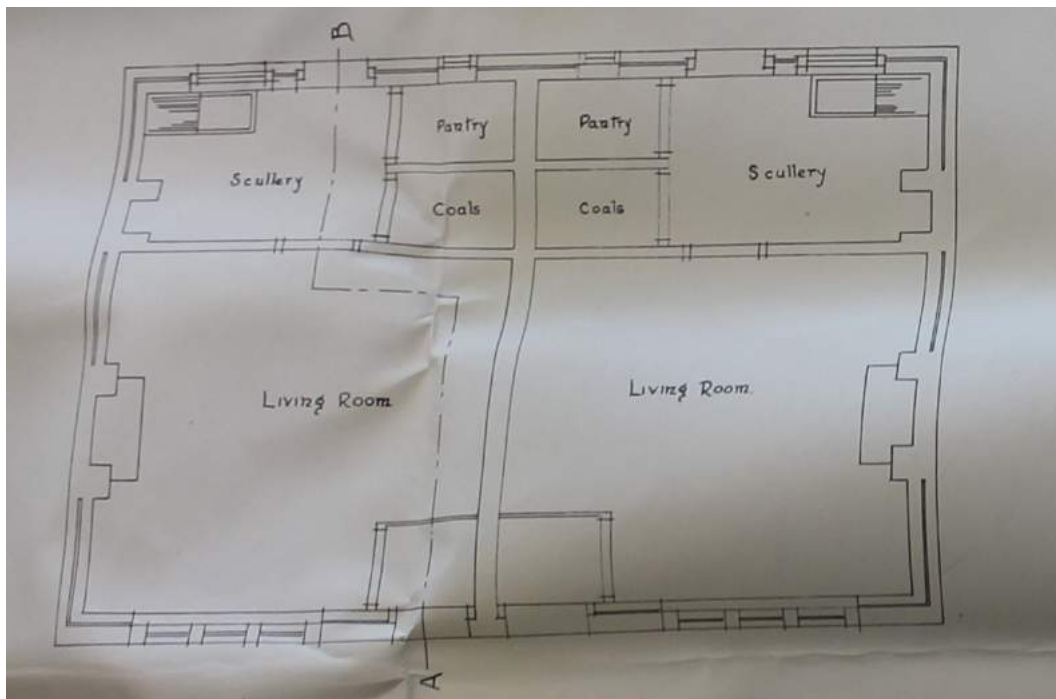 B
Pantry
Pantry
Scullery
Scullery
Coals
Coals
Living Room
Living Room.
A